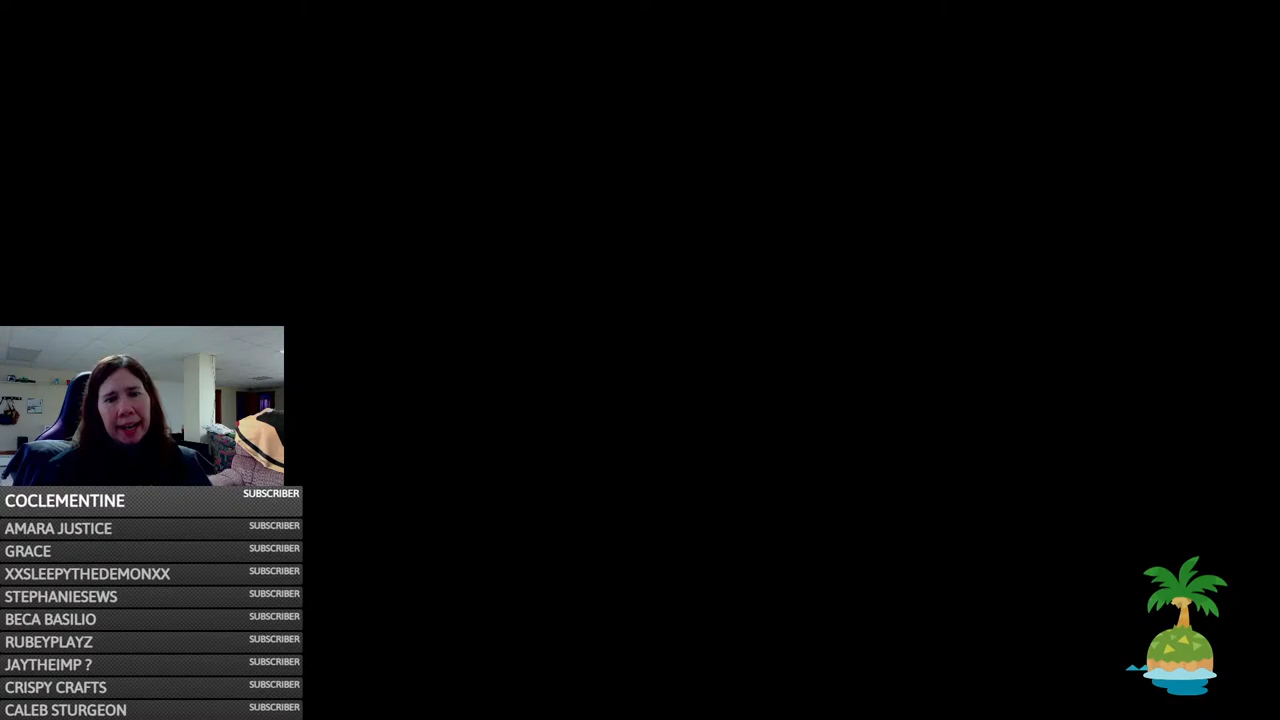 COCLEMENTINE SUBSCRIBER
AMARA JUSTICE SUBSCRIBER
GRACE SUBSCRIBER
XXSLEEPYTHEDEMONXX SUBSCRIBER
STEPHANIESEWS SUBSCRIBER
BECA BASILIO SUBSCRIBER
RUBEYPLAYZ SUBSCRIBER
JAYTHEIMP ? SUBSCRIBER
CRISPY CRAFTS SUBSCRIBER
CALEB STURGEON SUBSCRIBER